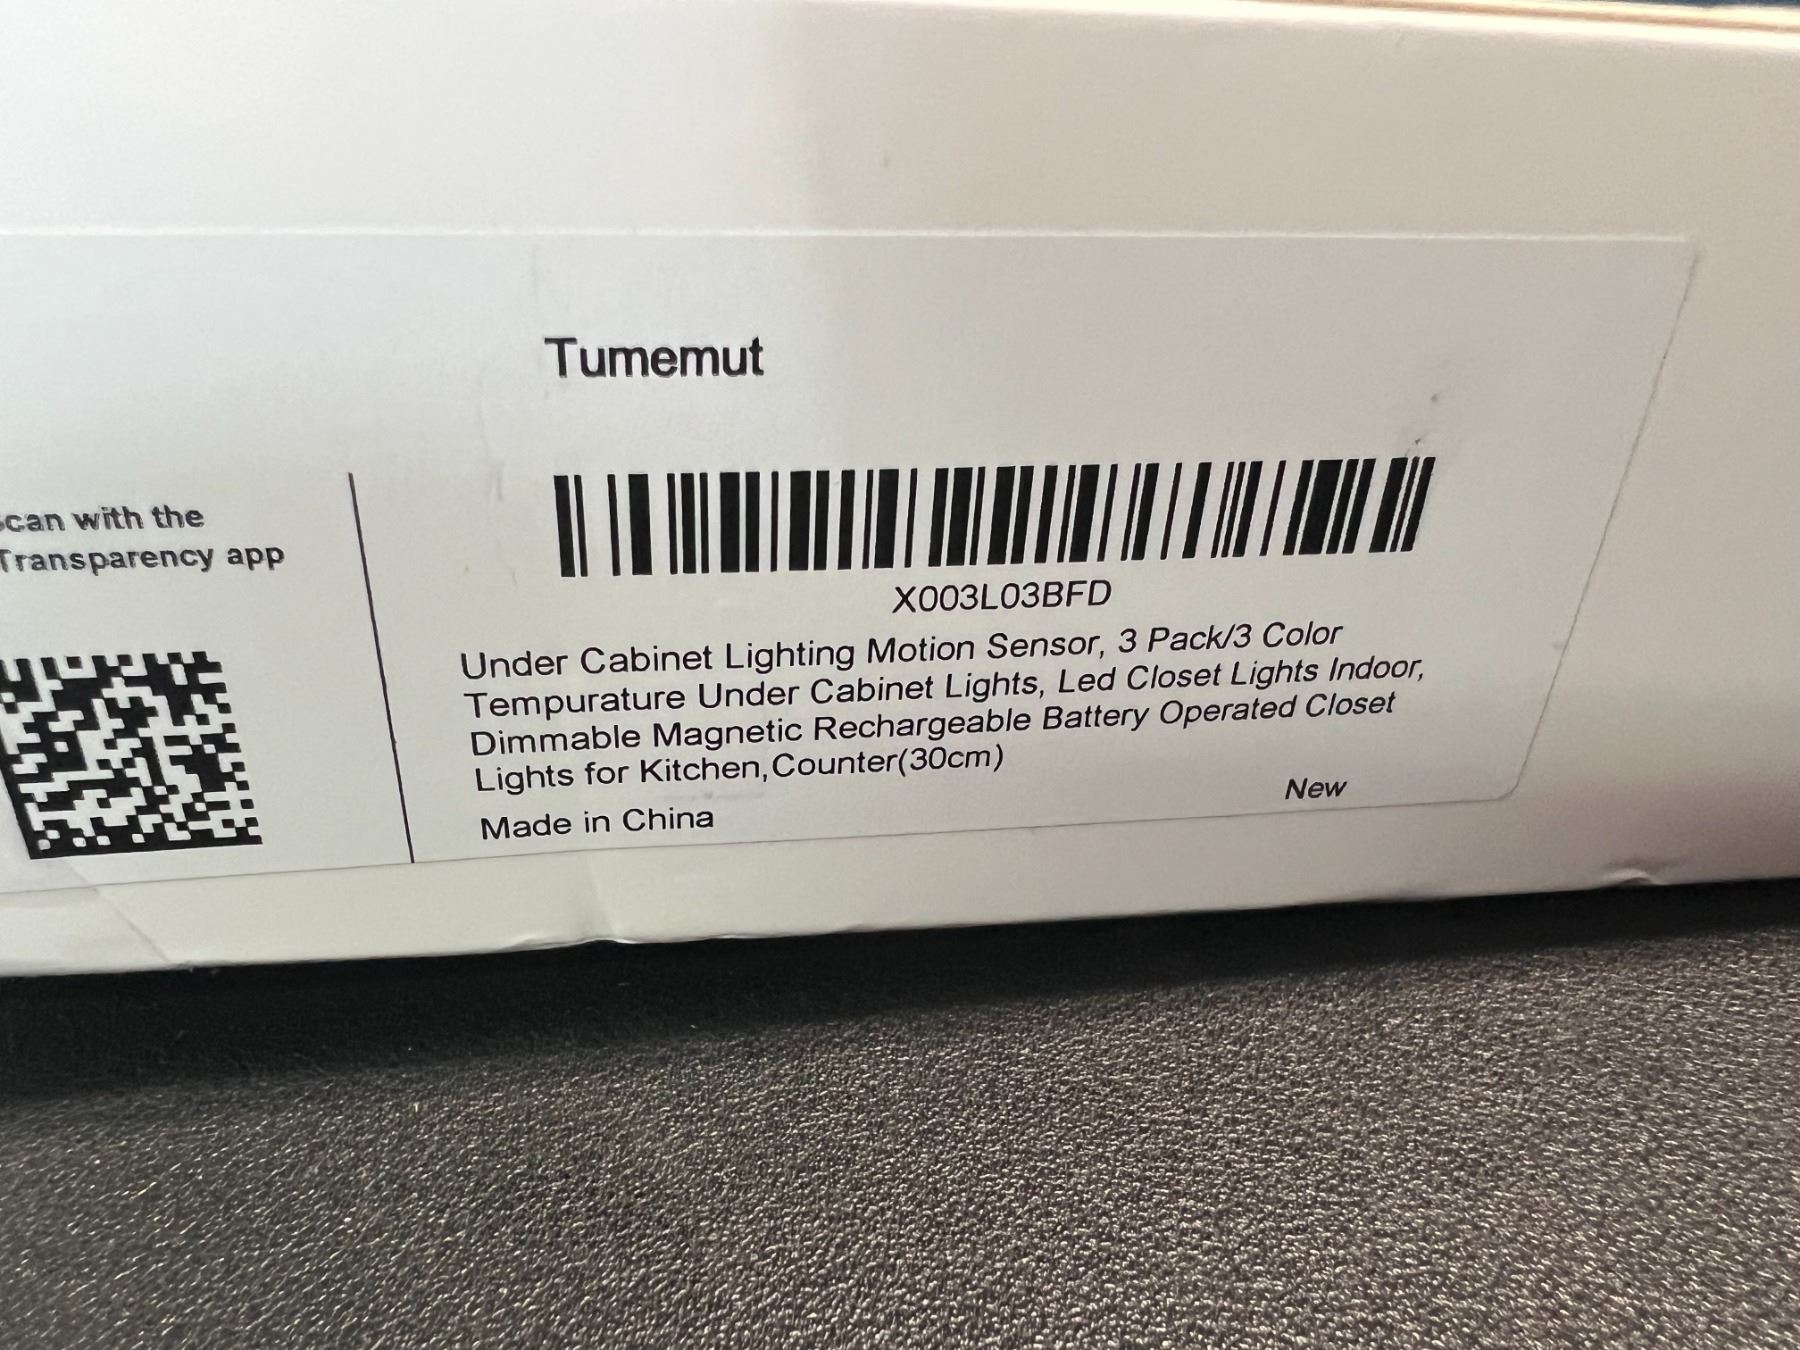 Tumemut
scan with the
Transparency app
X003L03BFD
Under Cabinet Lighting Motion Sensor, 3 Pack/3 Color
Tempurature Under Cabinet Lights, Led Closet Lights Indoor,
Dimmable Magnetic Rechargeable Battery Operated Closet
Lights for Kitchen,Counter(30cm)
New
Made in China